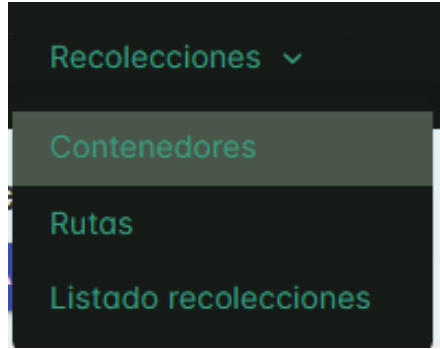 Recolecciones
Contenedores
Rutas
Listado recolecciones